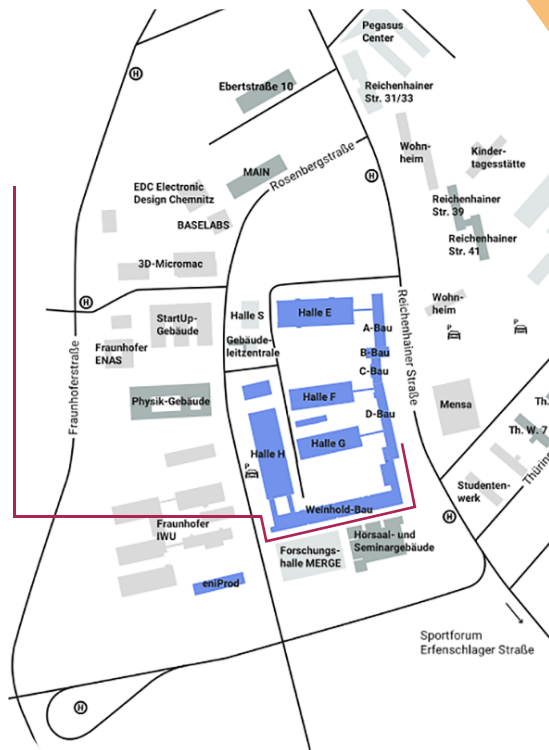 Pegasus
Center
Ebertstraße 10
Reichenhainer
Str. 31/33
H
Rosenbergstraße
Wohn-
heim
Kinder-
tagesstätte
MAIN
H
EDC Electronic
Design Chemnitz
BASELABS
Reichenhainer
Str. 39
Reichenhainer
Str. 41
3D-Micromac
H
StartUp-
Gebäude
Halle S
Halle E
Reichenhainer Straße
Wohn-
heim
P
P
A-Bau
Gebäude-
leitzentrale
B-Bau
C-Bau
Fraunhofer
ENAS
Fraunhoferstraße
Physik-Gebäude
Halle F
D-Bau
Mensa
Th.
Th. W. 7
Halle G
Halle H
P
Thürin
Studenten-
werk
Weinhold-Bau
H
Fraunhofer
IWU
Hörsaal- und
Seminargebäude
Forschungs-
halle MERGE
eniProd
Sportforum
Erfenschlager Straße
H